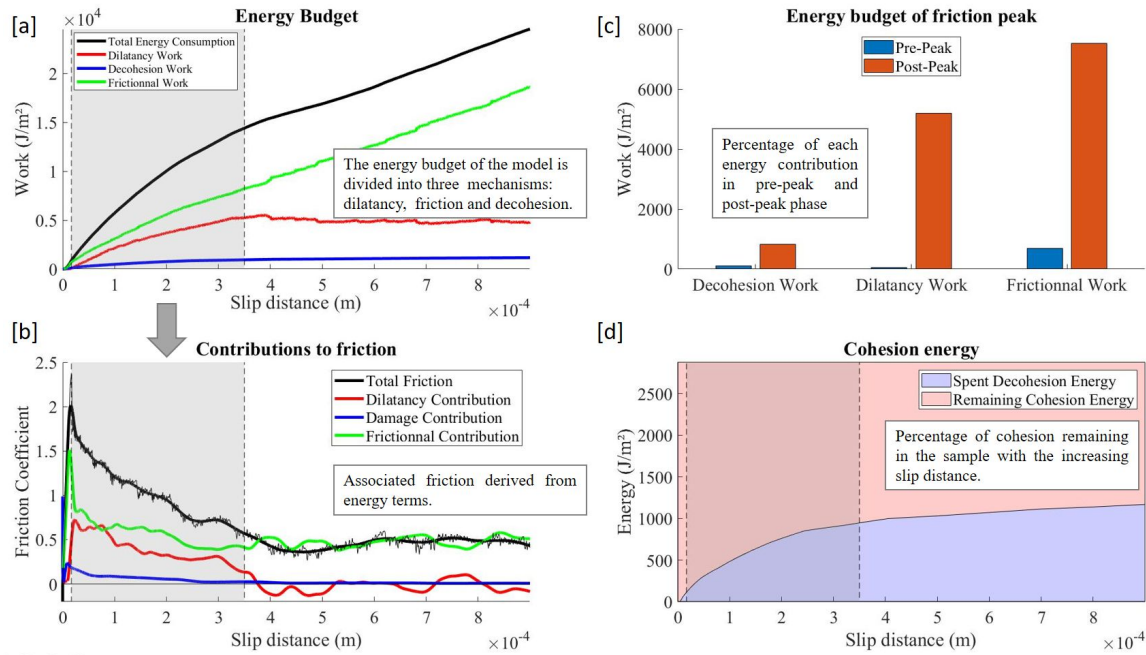 [a]
Energy Budget
×10⁴
Total Energy Consumption
Dilatancy Work
Decohesion Work
Frictionnal Work
2
1.5
1
0.5
0
Work (J/m²)
The energy budget of the model is
divided into three mechanisms:
dilatancy, friction and decohesion.
0 1 2 3 4 5 6 7 8
Slip distance (m)
×10⁻⁴
[c]
Energy budget of friction peak
8000
6000
4000
2000
0
Work (J/m²)
Pre-Peak
Post-Peak
Percentage of each
energy contribution
in pre-peak and
post-peak phase
Decohesion Work Dilatancy Work Frictionnal Work
[b]
Contributions to friction
2.5
2
1.5
1
0.5
0
Friction Coefficient
Total Friction
Dilatancy Contribution
Damage Contribution
Frictionnal Contribution
Associated friction derived from
energy terms.
0 1 2 3 4 5 6 7 8
Slip distance (m)
×10⁻⁴
[d]
Cohesion energy
2500
2000
1500
1000
500
0
Energy (J/m²)
Spent Decohesion Energy
Remaining Cohesion Energy
Percentage of cohesion remaining
in the sample with the increasing
slip distance.
0 1 2 3 4 5 6 7 8
Slip distance (m)
×10⁻⁴